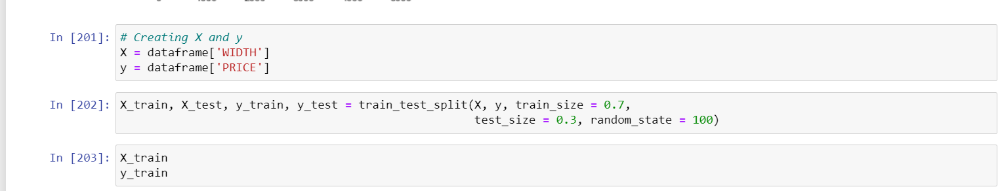 In [201]: # Creating X and y
X = dataframe['WIDTH']
y = dataframe['PRICE']
In [202]: X_train, X_test, y_train, y_test = train_test_split(X, y, train_size = 0.7,
test_size = 0.3, random_state = 100)
In [203]: X_train
y_train